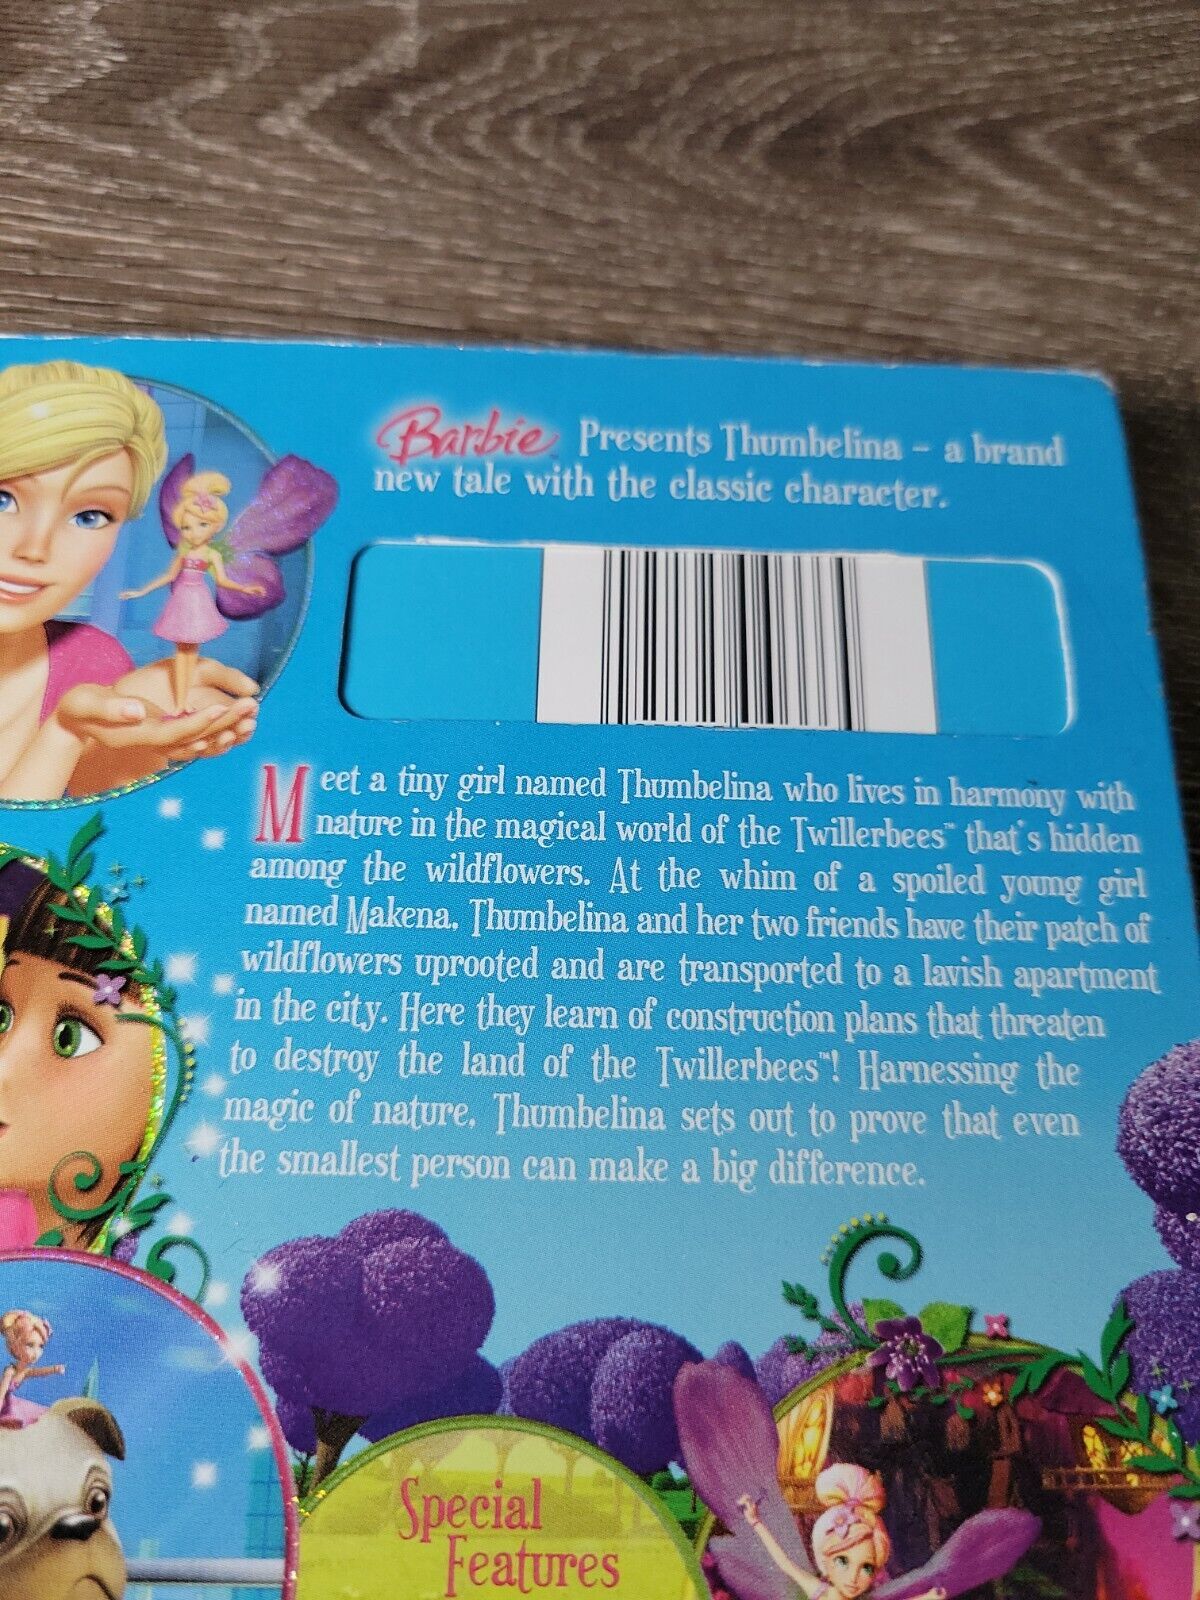 Barbie™ Presents Thumbelina – a brand
new tale with the classic character.
Meet a tiny girl named Thumbelina who lives in harmony with
nature in the magical world of the Twillerbees™ that's hidden
among the wildflowers. At the whim of a spoiled young girl
named Makena, Thumbelina and her two friends have their patch of
wildflowers uprooted and are transported to a lavish apartment
in the city. Here they learn of construction plans that threaten
to destroy the land of the Twillerbees™! Harnessing the
magic of nature, Thumbelina sets out to prove that even
the smallest person can make a big difference.
Special
Features